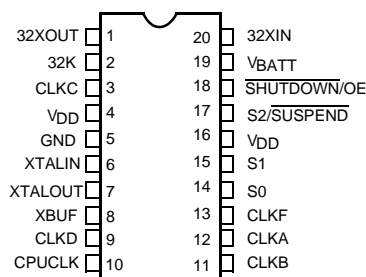 32XOUT 1 20 32XIN
32K 2 19 VBATT
CLKC 3 18 SHUTDOWN/OE
VDD 4 17 S2/SUSPEND
GND 5 16 VDD
XTALIN 6 15 S1
XTALOUT 7 14 S0
XBUF 8 13 CLKF
CLKD 9 12 CLKA
CPUCLK 10 11 CLKB